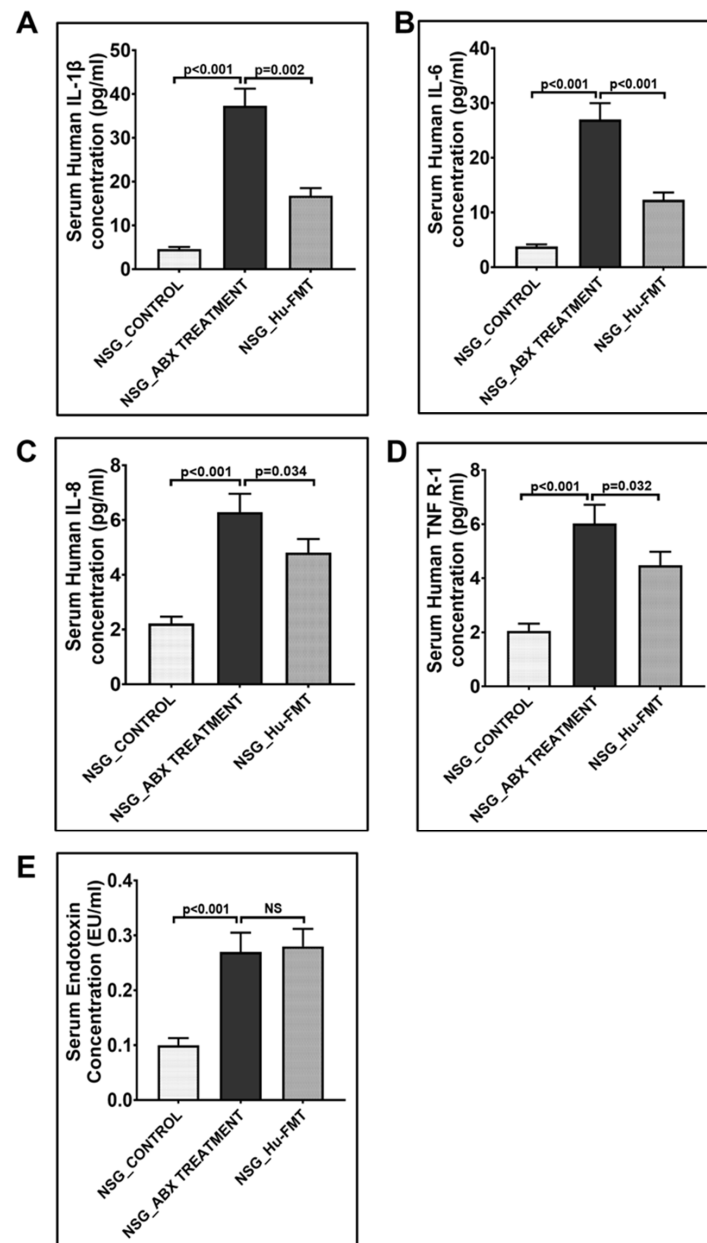 A
Serum Human IL-1β
concentration (pg/ml)
50
40
30
20
10
0
p<0.001
p=0.002
NSG_CONTROL
NSG_ABX TREATMENT
NSG_Hu-FMT
B
Serum Human IL-6
concentration (pg/ml)
40
30
20
10
0
p<0.001
p<0.001
NSG_CONTROL
NSG_ABX TREATMENT
NSG_Hu-FMT
C
Serum Human IL-8
concentration (pg/ml)
8
6
4
2
0
p<0.001
p=0.034
NSG_CONTROL
NSG_ABX TREATMENT
NSG_Hu-FMT
D
Serum Human TNF R-1
concentration (pg/ml)
8
6
4
2
0
p<0.001
p=0.032
NSG_CONTROL
NSG_ABX TREATMENT
NSG_Hu-FMT
E
Serum Endotoxin
Concentration (EU/ml)
0.4
0.3
0.2
0.1
0.0
p<0.001
NS
NSG_CONTROL
NSG_ABX TREATMENT
NSG_Hu-FMT